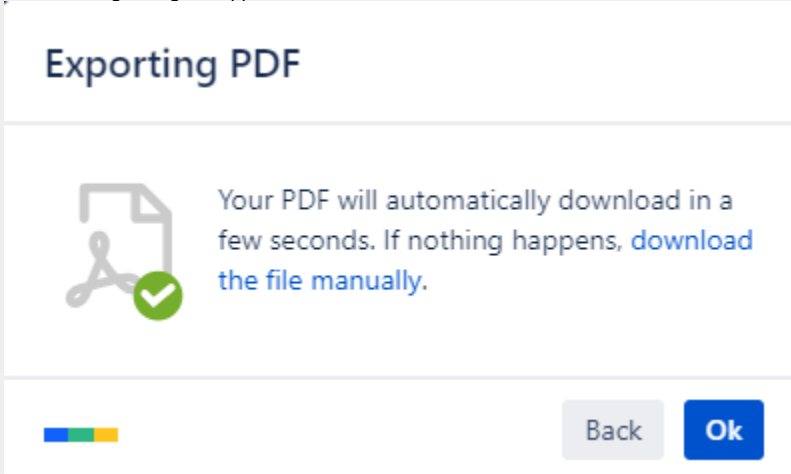 Exporting PDF
Your PDF will automatically download in a
few seconds. If nothing happens, download
the file manually.
Back
Ok